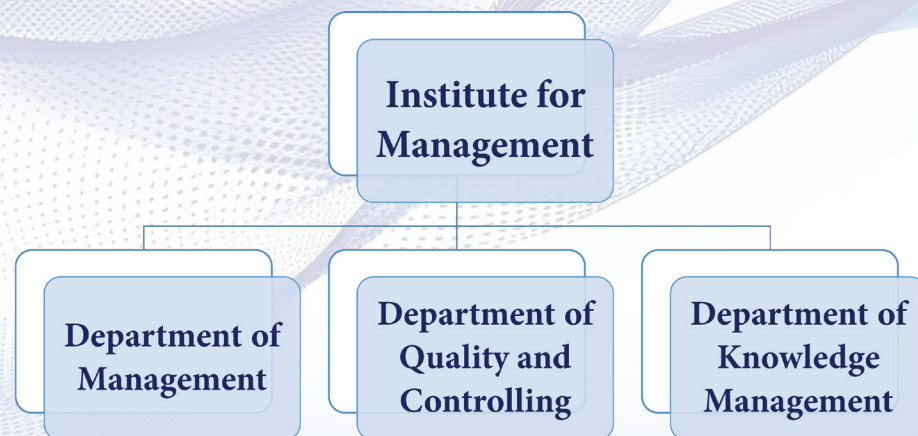 Institute for
Management
Department of
Management
Department of
Quality and
Controlling
Department of
Knowledge
Management